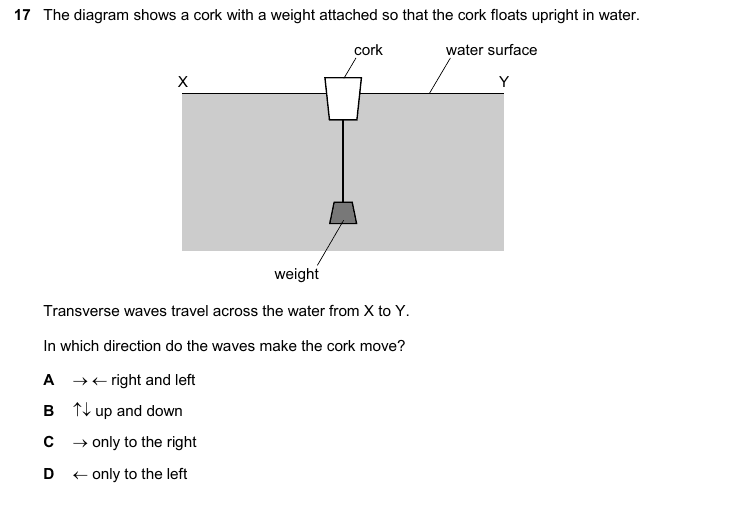 17 The diagram shows a cork with a weight attached so that the cork floats upright in water.
cork
water surface
X
Y
weight
Transverse waves travel across the water from X to Y.
In which direction do the waves make the cork move?
A →← right and left
B ↑↓ up and down
C → only to the right
D ← only to the left